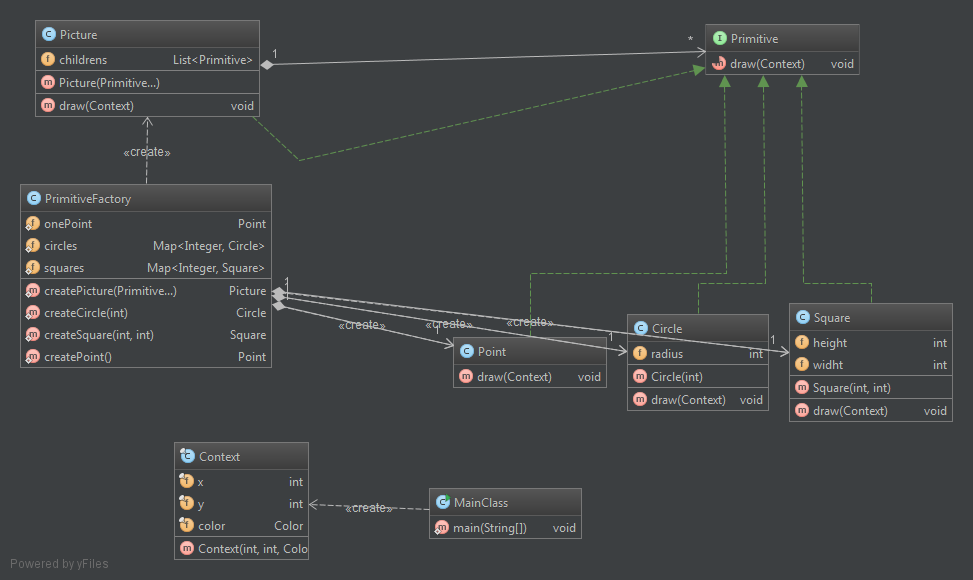 Picture
childrens List<Primitive>
Picture(Primitive...)
draw(Context) void
1
*
Primitive
draw(Context) void
«create»
PrimitiveFactory
onePoint Point
circles Map<Integer, Circle>
squares Map<Integer, Square>
createPicture(Primitive...) Picture
createCircle(int) Circle
createSquare(int, int) Square
createPoint() Point
1
«create»
«create»
«create»
1
1
1
Point
draw(Context) void
Circle
radius int
Circle(int)
draw(Context) void
Square
height int
widht int
Square(int, int)
draw(Context) void
Context
x int
y int
color Color
Context(int, int, Colo
«create»
MainClass
main(String[]) void
Powered by yFiles